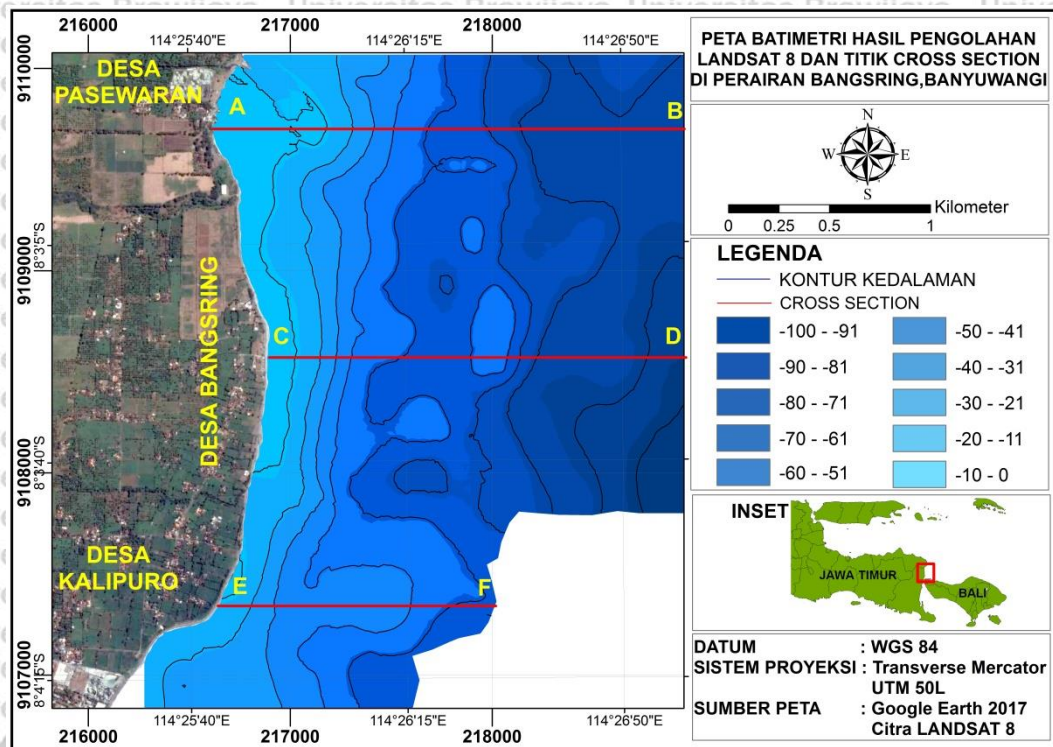 Universitas Brawijaya
216000
217000
218000
114°25'40"E
114°26'15"E
114°26'50"E
9110000
9109000
8°3'5"S
9108000
8°3'40"S
9107000
8°4'15"S
DESA
PASEWARAN
DESA BANGSRING
DESA
KALIPURO
A
B
C
D
E
F
114°25'40"E
114°26'15"E
114°26'50"E
216000
217000
218000
PETA BATIMETRI HASIL PENGOLAHAN
LANDSAT 8 DAN TITIK CROSS SECTION
DI PERAIRAN BANGSRING,BANYUWANGI
N
W
E
S
Kilometer
0 0.25 0.5 1
LEGENDA
KONTUR KEDALAMAN
CROSS SECTION
-100 - -91
-90 - -81
-80 - -71
-70 - -61
-60 - -51
-50 - -41
-40 - -31
-30 - -21
-20 - -11
-10 - 0
INSET
JAWA TIMUR
BALI
DATUM : WGS 84
SISTEM PROYEKSI : Transverse Mercator
UTM 50L
SUMBER PETA : Google Earth 2017
Citra LANDSAT 8